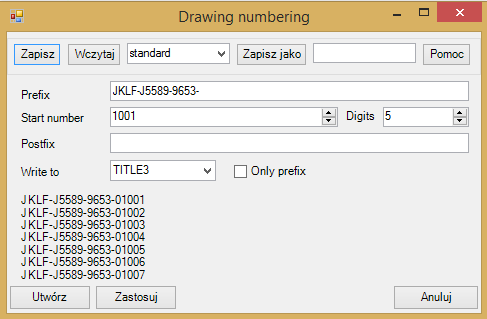 Drawing numbering
Zapisz Wczytaj standard Zapisz jako Pomoc
Prefix JKLF-J5589-9653-
Start number 1001 Digits 5
Postfix
Write to TITLE3 Only prefix
JKLF-J5589-9653-01001
JKLF-J5589-9653-01002
JKLF-J5589-9653-01003
JKLF-J5589-9653-01004
JKLF-J5589-9653-01005
JKLF-J5589-9653-01006
JKLF-J5589-9653-01007
Utwórz Zastosuj Anuluj